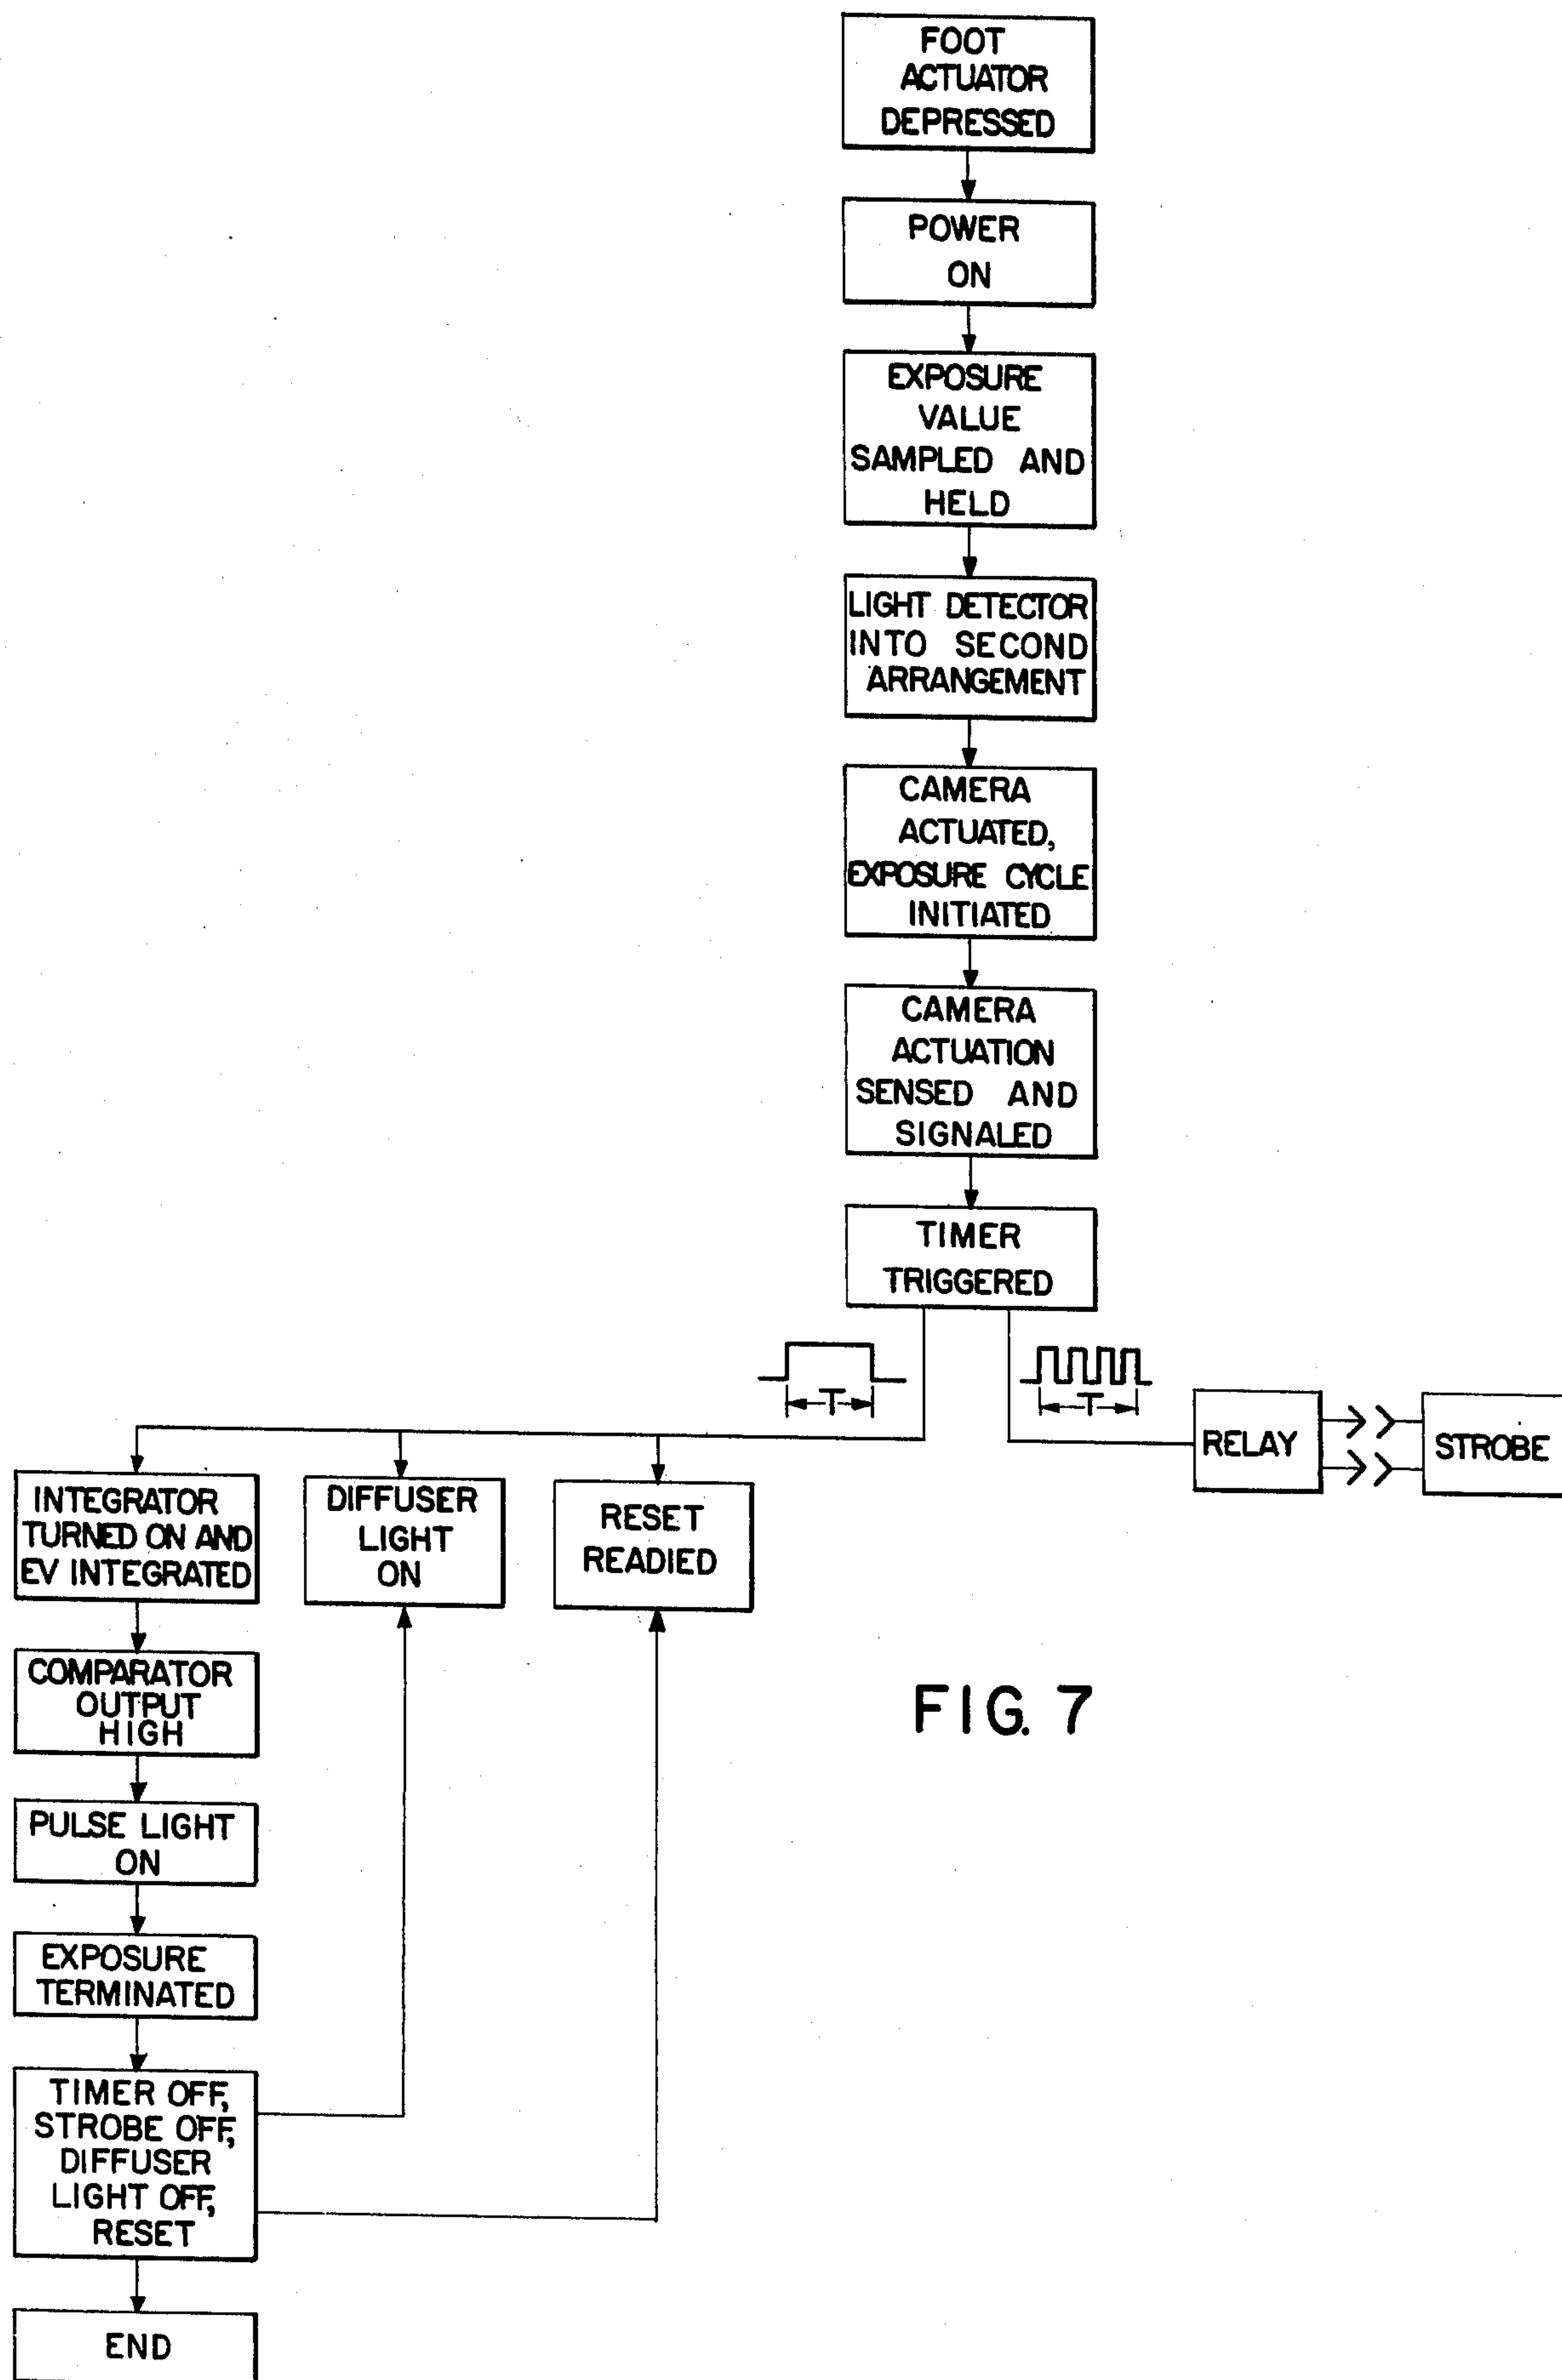 FOOT
ACTUATOR
DEPRESSED
POWER
ON
EXPOSURE
VALUE
SAMPLED AND
HELD
LIGHT DETECTOR
INTO SECOND
ARRANGEMENT
CAMERA
ACTUATED,
EXPOSURE CYCLE
INITIATED
CAMERA
ACTUATION
SENSED AND
SIGNALED
TIMER
TRIGGERED
T
T
RELAY
STROBE
INTEGRATOR
TURNED ON AND
EV INTEGRATED
DIFFUSER
LIGHT
ON
RESET
READIED
COMPARATOR
OUTPUT
HIGH
PULSE LIGHT
ON
EXPOSURE
TERMINATED
TIMER OFF,
STROBE OFF,
DIFFUSER
LIGHT OFF,
RESET
END
FIG. 7